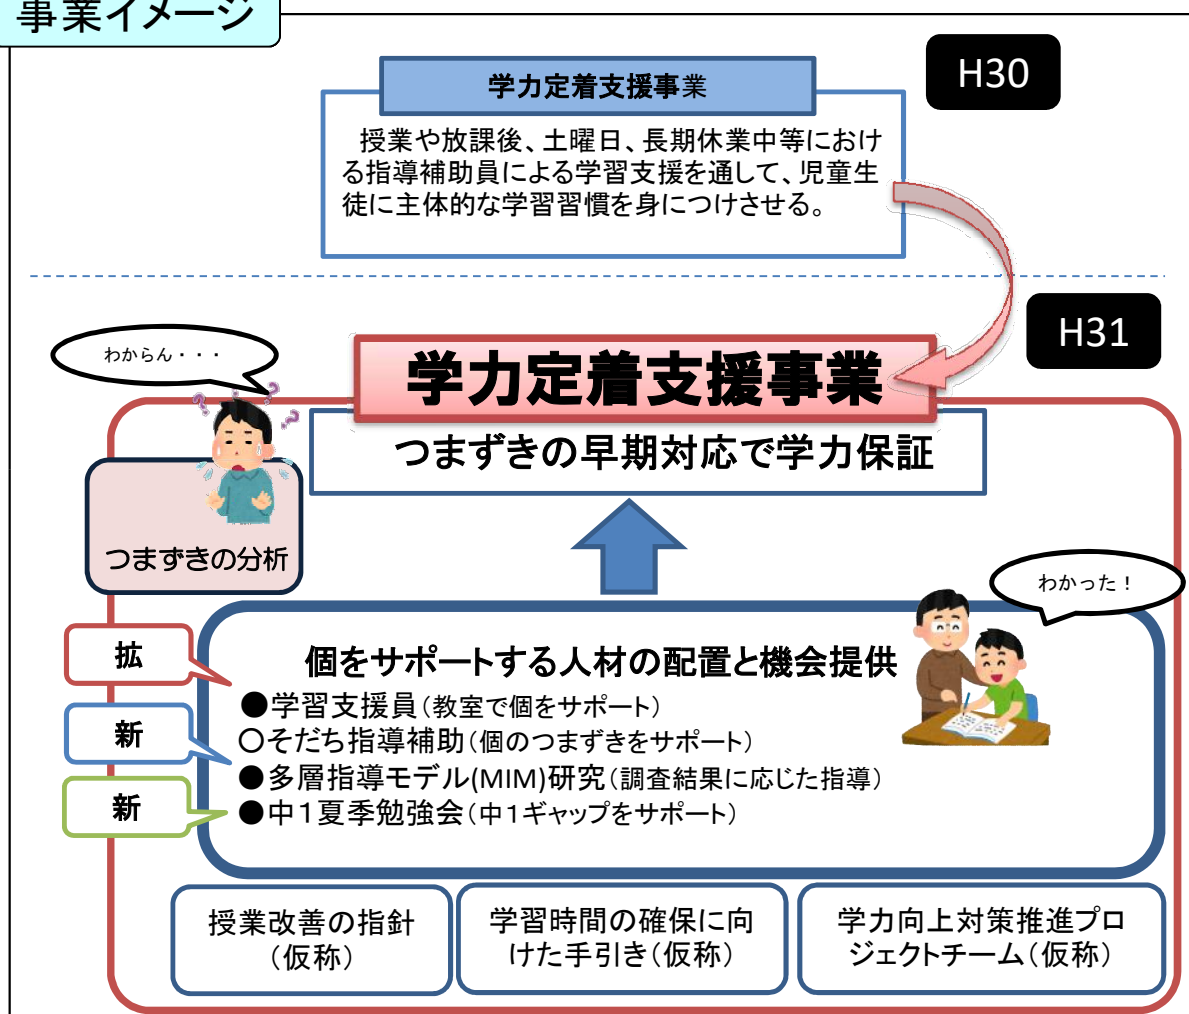 事業イメージ
H30
学力定着支援事業
授業や放課後、土曜日、長期休業中等におけ
る指導補助員による学習支援を通して、児童生
徒に主体的な学習習慣を身につけさせる。
H31
わからん・・・
学力定着支援事業
つまずきの早期対応で学力保証
つまずきの分析
わかった！
拡
新
新
個をサポートする人材の配置と機会提供
●学習支援員（教室で個をサポート）
○そだち指導補助（個のつまずきをサポート）
●多層指導モデル(MIM)研究（調査結果に応じた指導）
●中１夏季勉強会（中１ギャップをサポート）
授業改善の指針
（仮称）
学習時間の確保に向
けた手引き（仮称）
学力向上対策推進プロ
ジェクトチーム（仮称）